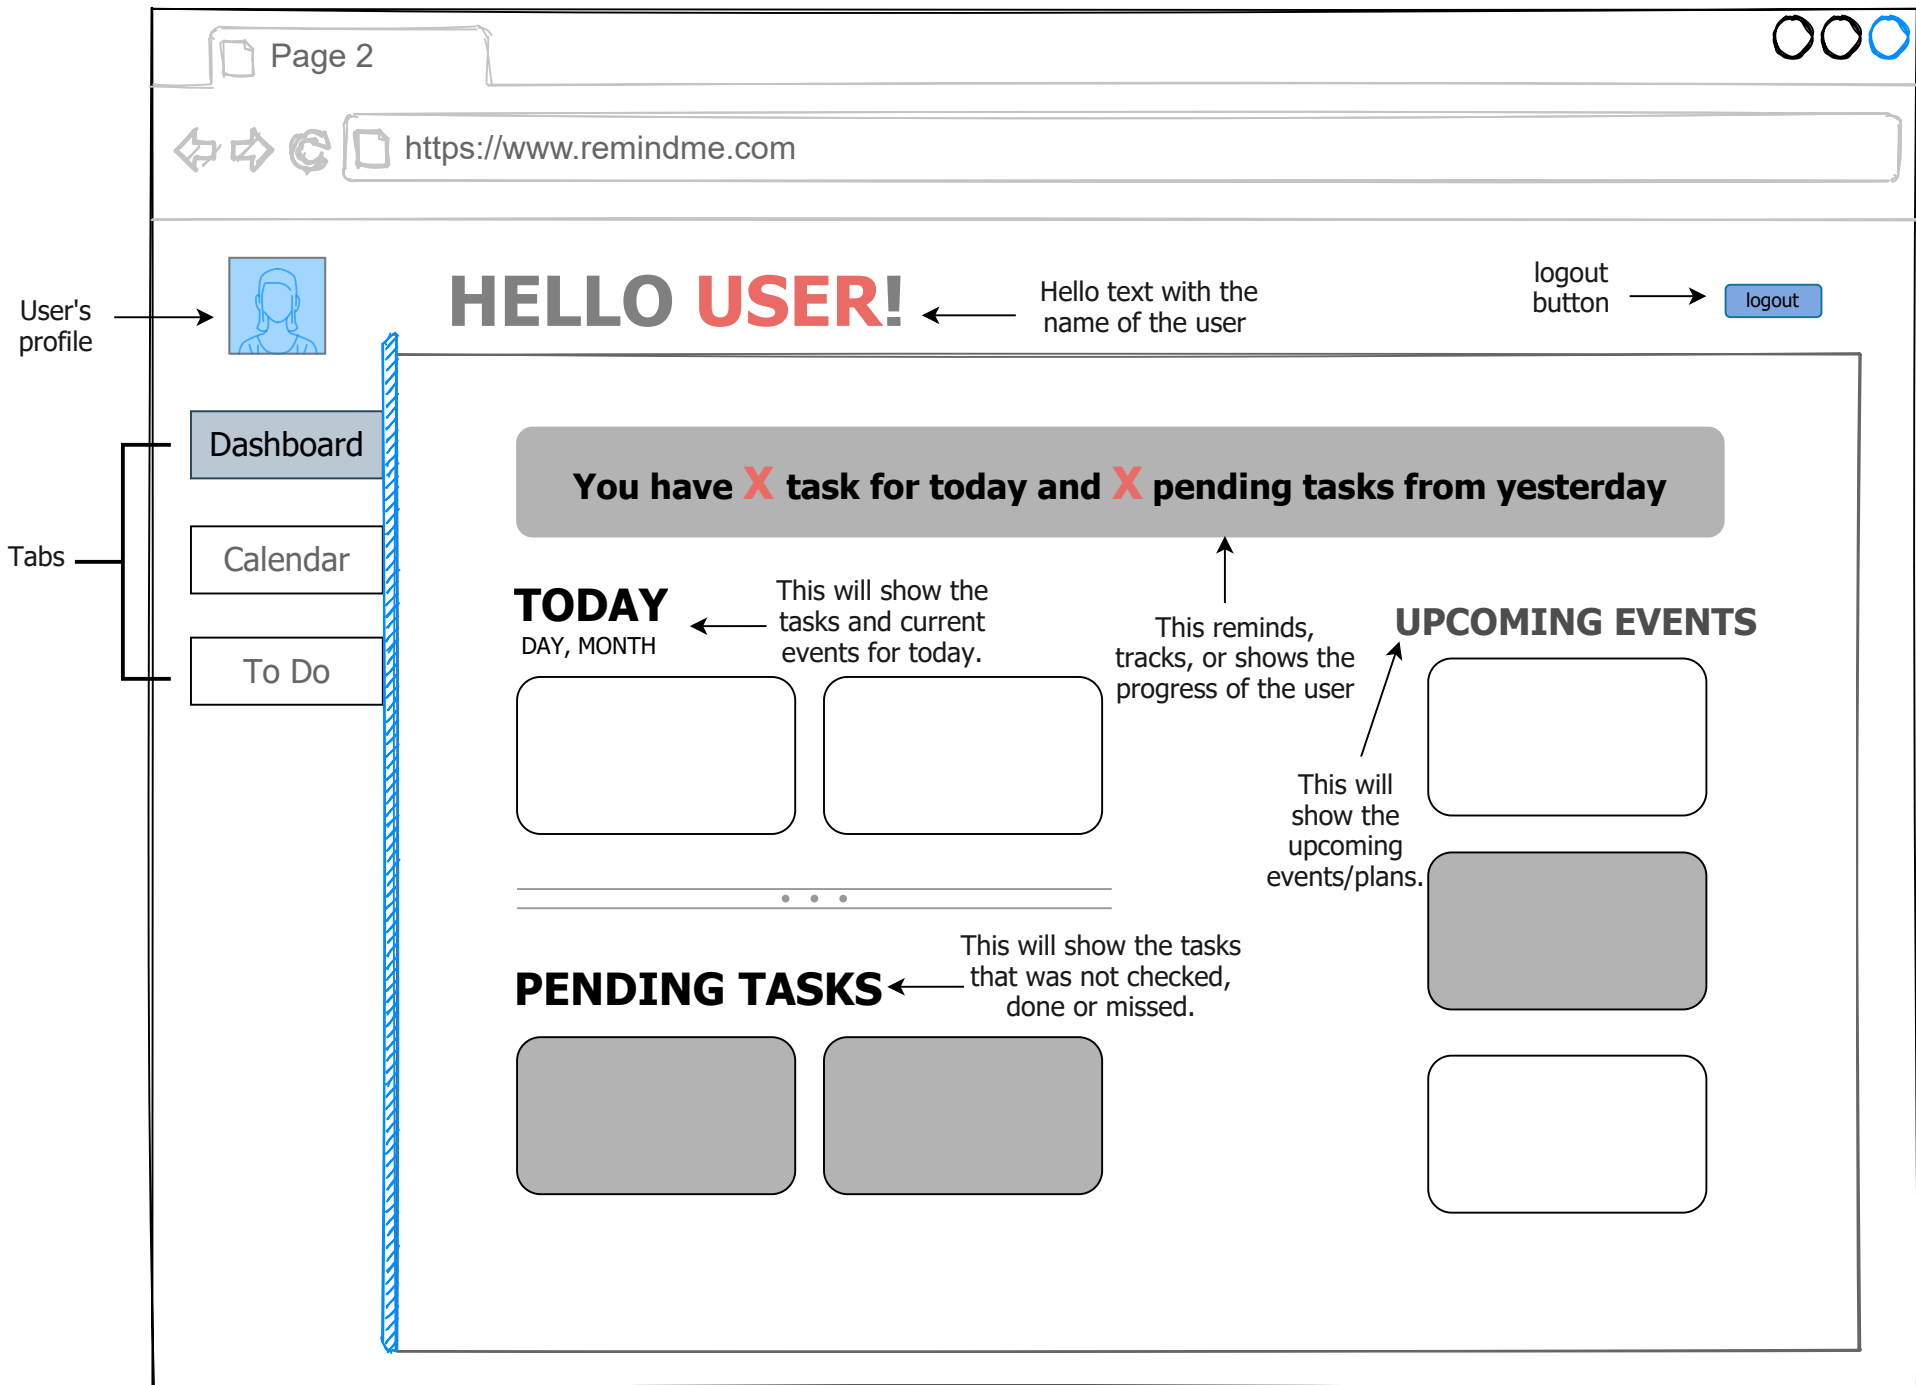 Page 2
https://www.remindme.com
User's
profile
HELLO USER!
Hello text with the
name of the user
logout
button
logout
Tabs
Dashboard
Calendar
To Do
You have X task for today and X pending tasks from yesterday
TODAY
DAY, MONTH
This will show the
tasks and current
events for today.
This reminds,
tracks, or shows the
progress of the user
UPCOMING EVENTS
This will
show the
upcoming
events/plans.
PENDING TASKS
This will show the tasks
that was not checked,
done or missed.